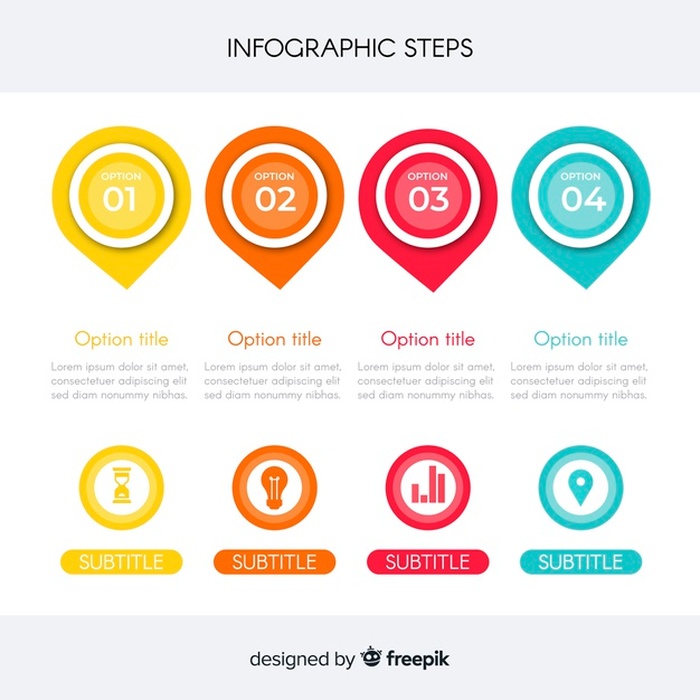 INFOGRAPHIC STEPS
OPTION
01
OPTION
02
OPTION
03
OPTION
04
Option title
Lorem ipsum dolor sit amet,
consectetuer adipiscing elit
sed diam nonummy nibhas.
Option title
Lorem ipsum dolor sit amet,
consectetuer adipiscing elit
sed diam nonummy nibhas.
Option title
Lorem ipsum dolor sit amet,
consectetuer adipiscing elit
sed diam nonummy nibhas.
Option title
Lorem ipsum dolor sit amet,
consectetuer adipiscing elit
sed diam nonummy nibhas.
SUBTITLE
SUBTITLE
SUBTITLE
SUBTITLE
designed by freepik